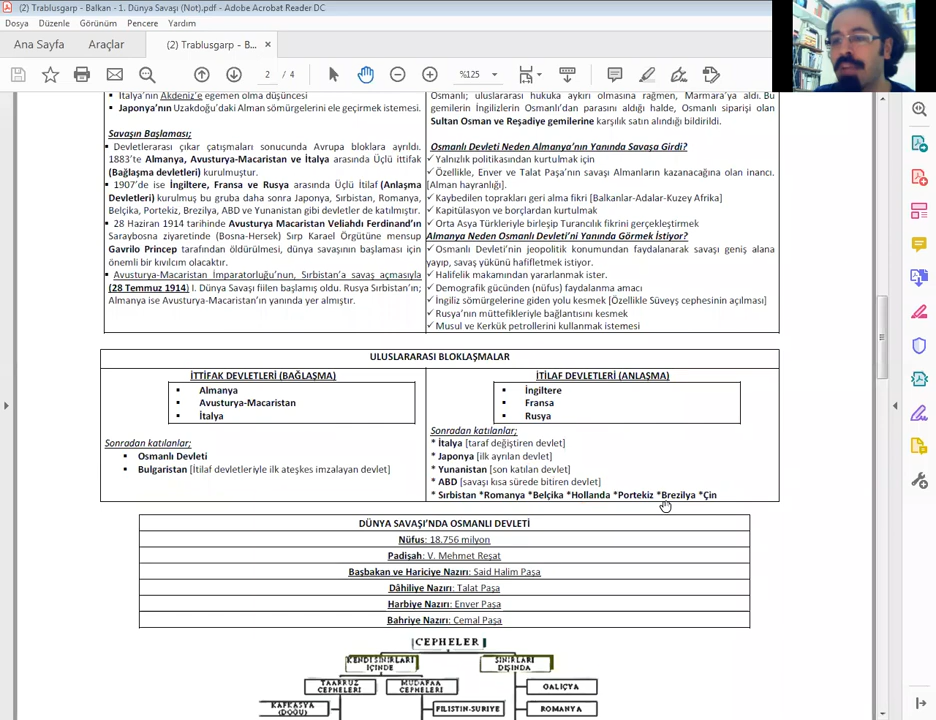 (2) Trablusgarp - Balkan - 1. Dünya Savaşı (Not).pdf - Adobe Acrobat Reader DC
Dosya Düzenle Görünüm Pencere Yardım
Ana Sayfa Araçlar (2) Trablusgarp - B... ×
2 / 4 %125
İtalya'nın Akdeniz'e egemen olma düşüncesi
Japonya'nın Uzakdoğu'daki Alman sömürgelerini ele geçirmek istemesi.
Savaşın Başlaması;
Devletlerarası çıkar çatışmaları sonucunda Avrupa bloklara ayrıldı.
1883'te Almanya, Avusturya-Macaristan ve İtalya arasında Üçlü ittifak
(Bağlaşma devletleri) kurulmuştur.
1907'de ise İngiltere, Fransa ve Rusya arasında Üçlü İtilaf (Anlaşma
Devletleri) kurulmuş bu gruba daha sonra Japonya, Sırbistan, Romanya,
Belçika, Portekiz, Brezilya, ABD ve Yunanistan gibi devletler de katılmıştır.
28 Haziran 1914 tarihinde Avusturya Macaristan Veliahdı Ferdinand'ın
Saraybosna ziyaretinde (Bosna-Hersek) Sırp Karael Örgütüne mensup
Gavrilo Princep tarafından öldürülmesi, dünya savaşının başlaması için
önemli bir kıvılcım olacaktır.
Avusturya-Macaristan İmparatorluğu'nun, Sırbistan'a savaş açmasıyla
(28 Temmuz 1914) I. Dünya Savaşı fiilen başlamış oldu. Rusya Sırbistan'ın;
Almanya ise Avusturya-Macaristan'ın yanında yer almıştır.
Osmanlı; uluslararası hukuka aykırı olmasına rağmen, Marmara'ya aldı. Bu
gemilerin İngilizlerin Osmanlı'dan parasını aldığı halde, Osmanlı siparişi olan
Sultan Osman ve Reşadiye gemilerine karşılık satın alındığı bildirildi.
Osmanlı Devleti Neden Almanya'nın Yanında Savaşa Girdi?
✓ Yalnızlık politikasından kurtulmak için
✓ Özellikle, Enver ve Talat Paşa'nın savaşı Almanların kazanacağına olan inancı.
[Alman hayranlığı].
✓ Kaybedilen toprakları geri alma fikri [Balkanlar-Adalar-Kuzey Afrika]
✓ Kapitülasyon ve borçlardan kurtulmak
✓ Orta Asya Türkleriyle birleşip Turancılık fikrini gerçekleştirmek
Almanya Neden Osmanlı Devleti'ni Yanında Görmek İstiyor?
✓ Osmanlı Devleti'nin jeopolitik konumundan faydalanarak savaşı geniş alana
yayıp, savaş yükünü hafifletmek istiyor.
✓ Halifelik makamından yararlanmak ister.
✓ Demografik gücünden (nüfus) faydalanma amacı
✓ İngiliz sömürgelerine giden yolu kesmek [Özellikle Süveyş cephesinin açılması]
✓ Rusya'nın müttefikleriyle bağlantısını kesmek
✓ Musul ve Kerkük petrollerini kullanmak istemesi
ULUSLARARASI BLOKLAŞMALAR
İTTİFAK DEVLETLERİ (BAĞLAŞMA)
Almanya
Avusturya-Macaristan
İtalya
Sonradan katılanlar;
Osmanlı Devleti
Bulgaristan [İtilaf devletleriyle ilk ateşkes imzalayan devlet]
İTİLAF DEVLETLERİ (ANLAŞMA)
İngiltere
Fransa
Rusya
Sonradan katılanlar;
* İtalya [taraf değiştiren devlet]
* Japonya [ilk ayrılan devlet]
* Yunanistan [son katılan devlet]
* ABD [savaşı kısa sürede bitiren devlet]
* Sırbistan *Romanya *Belçika *Hollanda *Portekiz *Brezilya *Çin
DÜNYA SAVAŞI'NDA OSMANLI DEVLETİ
Nüfus: 18.756 milyon
Padişah: V. Mehmet Reşat
Başbakan ve Hariciye Nazırı: Said Halim Paşa
Dâhiliye Nazırı: Talat Paşa
Harbiye Nazırı: Enver Paşa
Bahriye Nazırı: Cemal Paşa
CEPHELER
KENDİ SINIRLARI İÇİNDE
SINIRLARI DIŞINDA
TAARRUZ CEPHELERİ
MÜDAFAA CEPHELERİ
GALİÇYA
KAFKASYA (DOĞU)
FİLİSTİN-SURİYE
ROMANYA